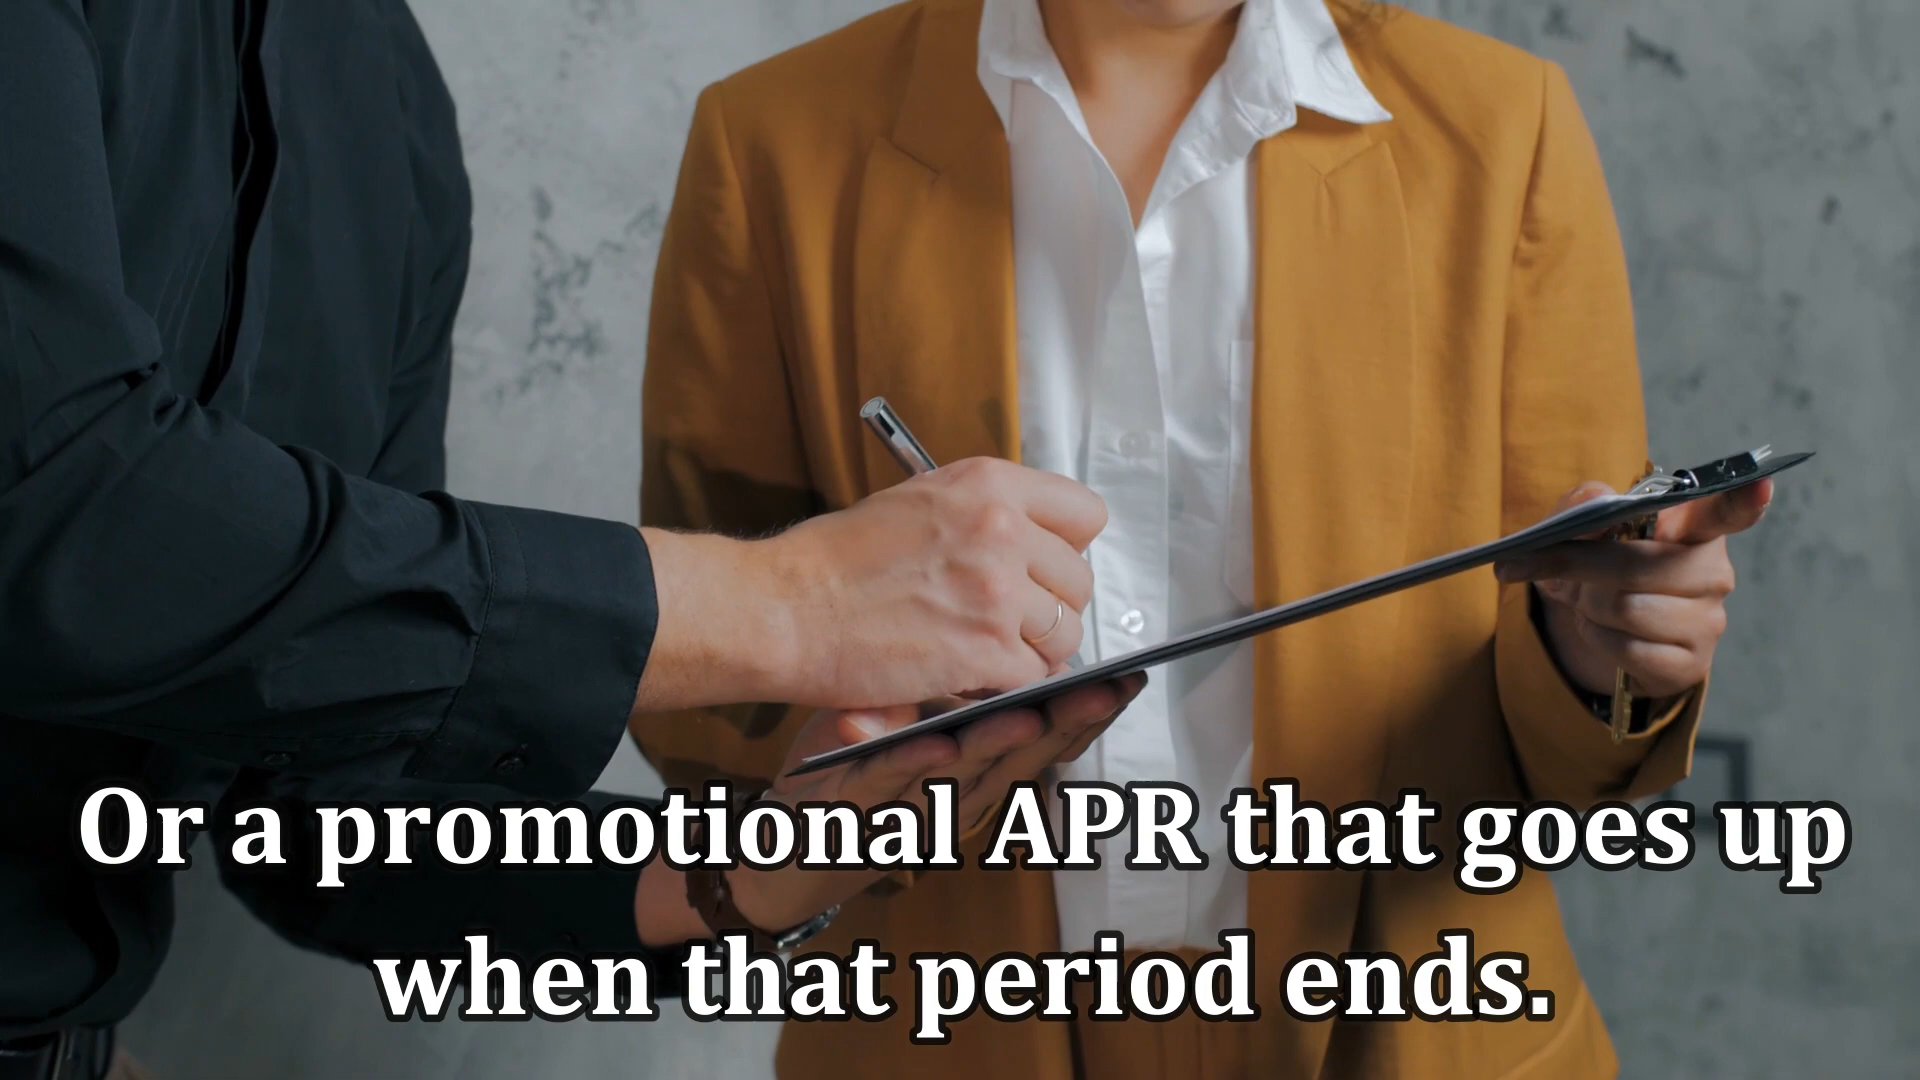 Or a promotional APR that goes up
when that period ends.